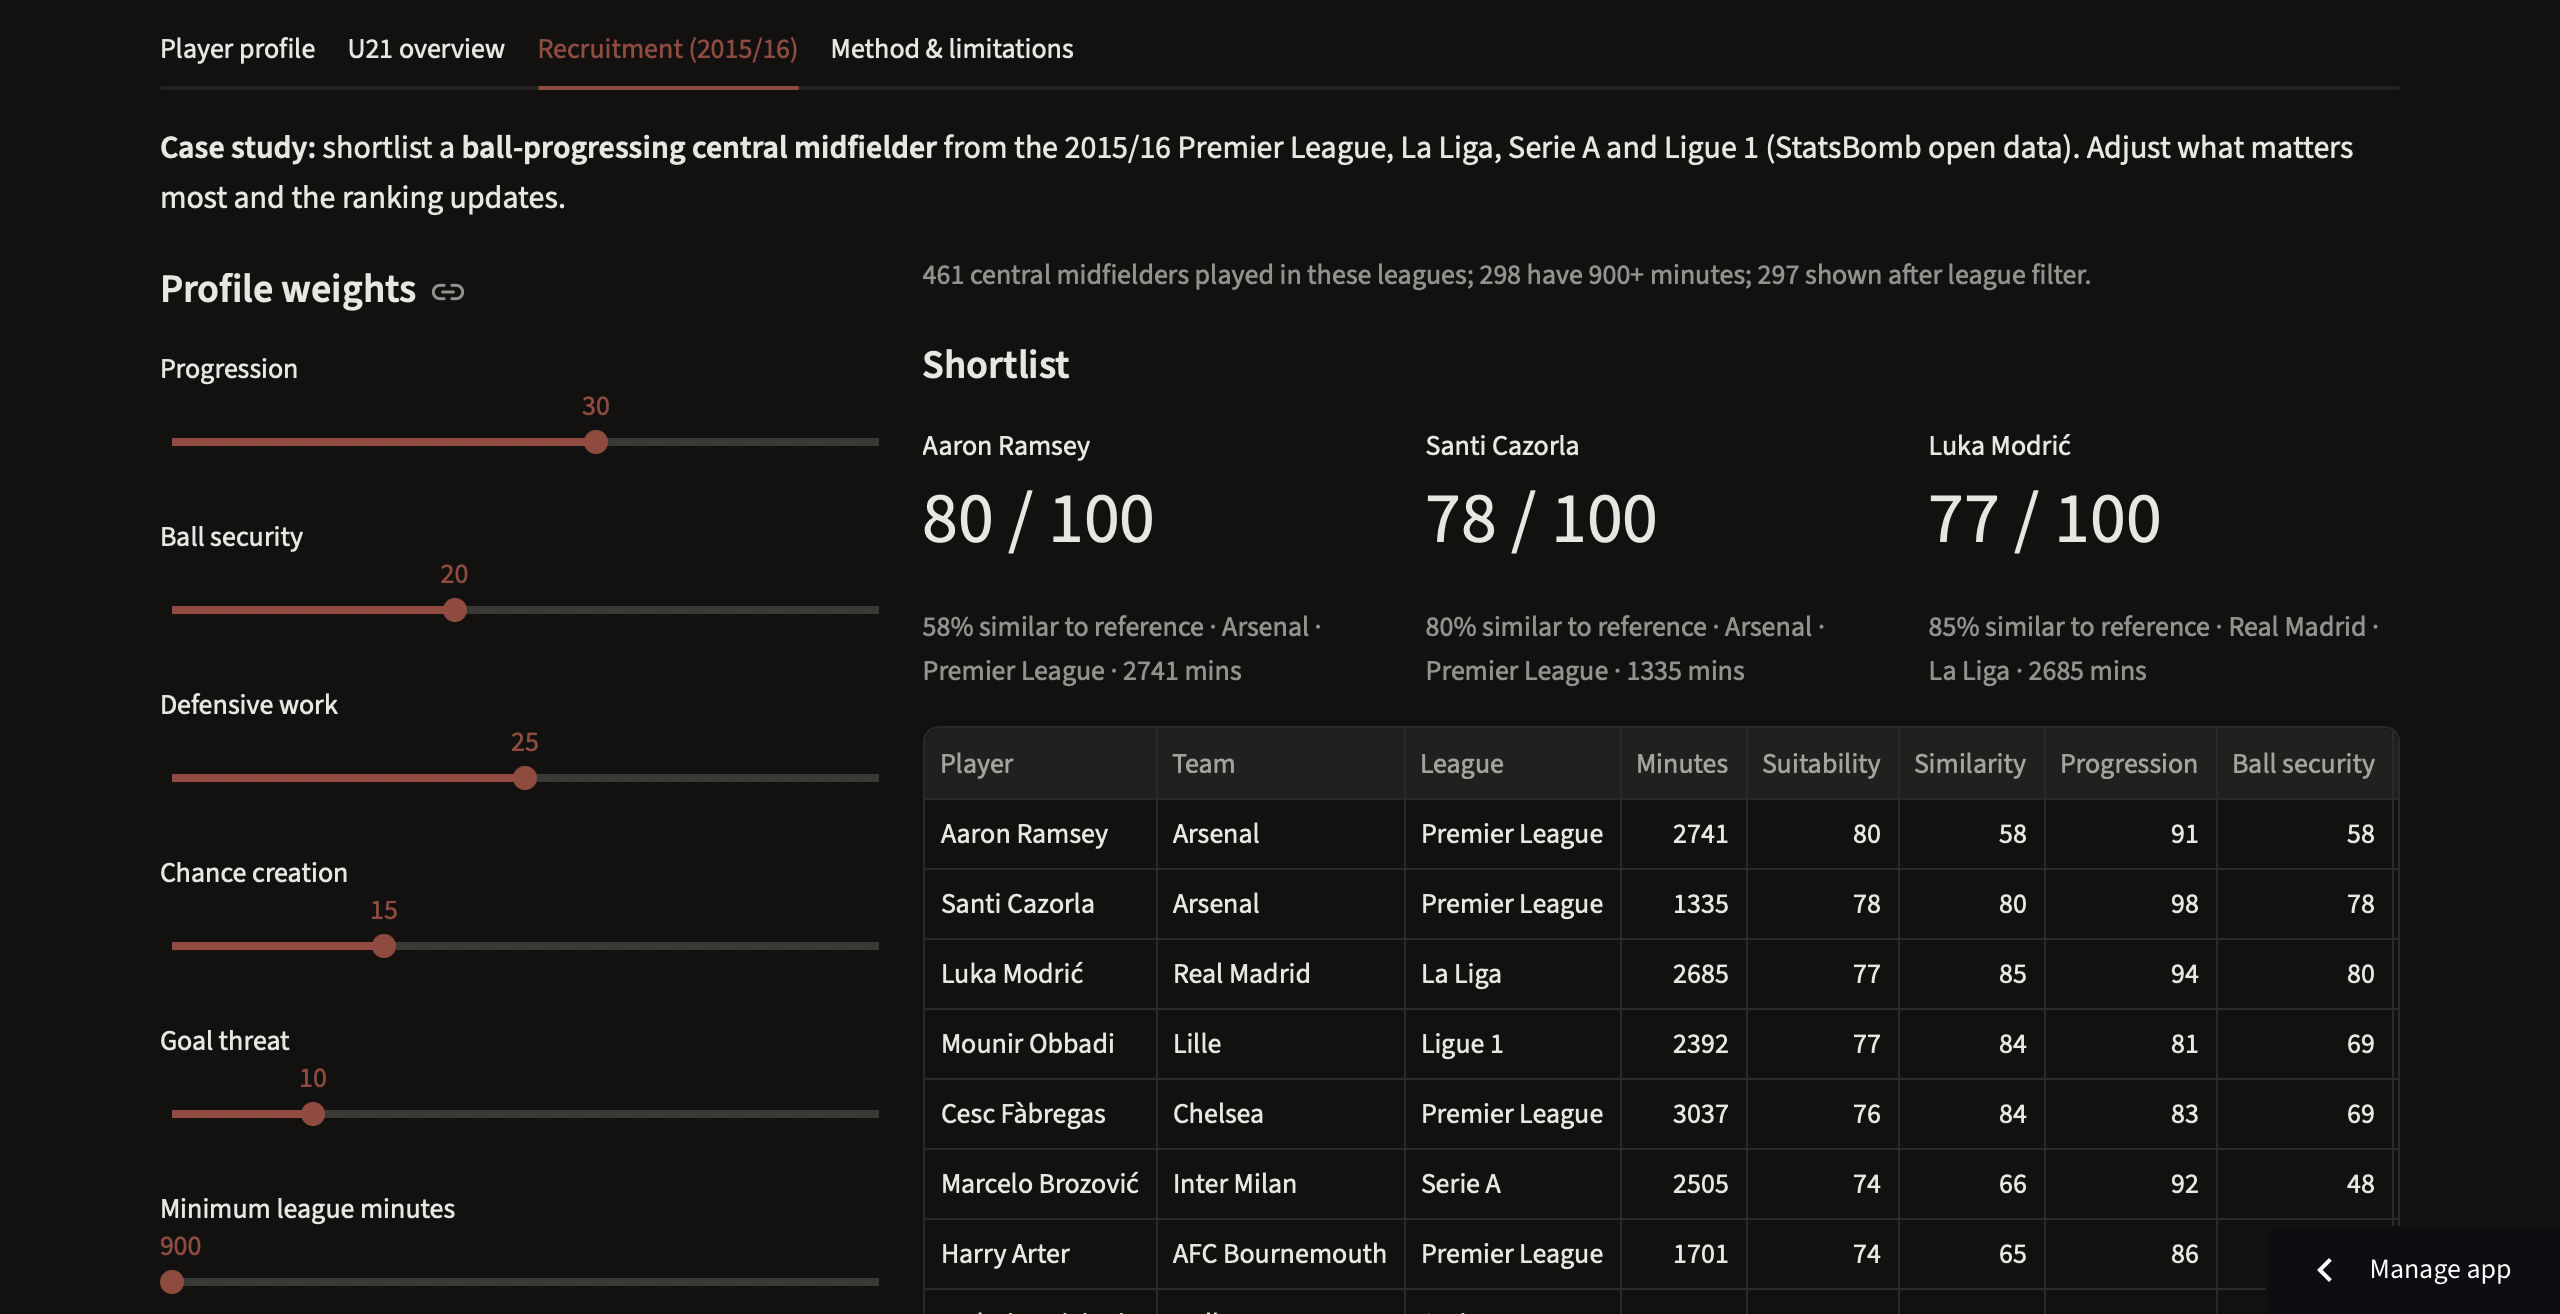 Player profile
U21 overview
Recruitment (2015/16)
Method & limitations
Case study: shortlist a ball-progressing central midfielder from the 2015/16 Premier League, La Liga, Serie A and Ligue 1 (StatsBomb open data). Adjust what matters
most and the ranking updates.
Profile weights
Progression
30
Ball security
20
Defensive work
25
Chance creation
15
Goal threat
10
Minimum league minutes
900
461 central midfielders played in these leagues; 298 have 900+ minutes; 297 shown after league filter.
Shortlist
Aaron Ramsey
80 / 100
58% similar to reference · Arsenal ·
Premier League · 2741 mins
Santi Cazorla
78 / 100
80% similar to reference · Arsenal ·
Premier League · 1335 mins
Luka Modrić
77 / 100
85% similar to reference · Real Madrid ·
La Liga · 2685 mins
Player Team League Minutes Suitability Similarity Progression Ball security
Aaron Ramsey Arsenal Premier League 2741 80 58 91 58
Santi Cazorla Arsenal Premier League 1335 78 80 98 78
Luka Modrić Real Madrid La Liga 2685 77 85 94 80
Mounir Obbadi Lille Ligue 1 2392 77 84 81 69
Cesc Fàbregas Chelsea Premier League 3037 76 84 83 69
Marcelo Brozović Inter Milan Serie A 2505 74 66 92 48
Harry Arter AFC Bournemouth Premier League 1701 74 65 86
Manage app